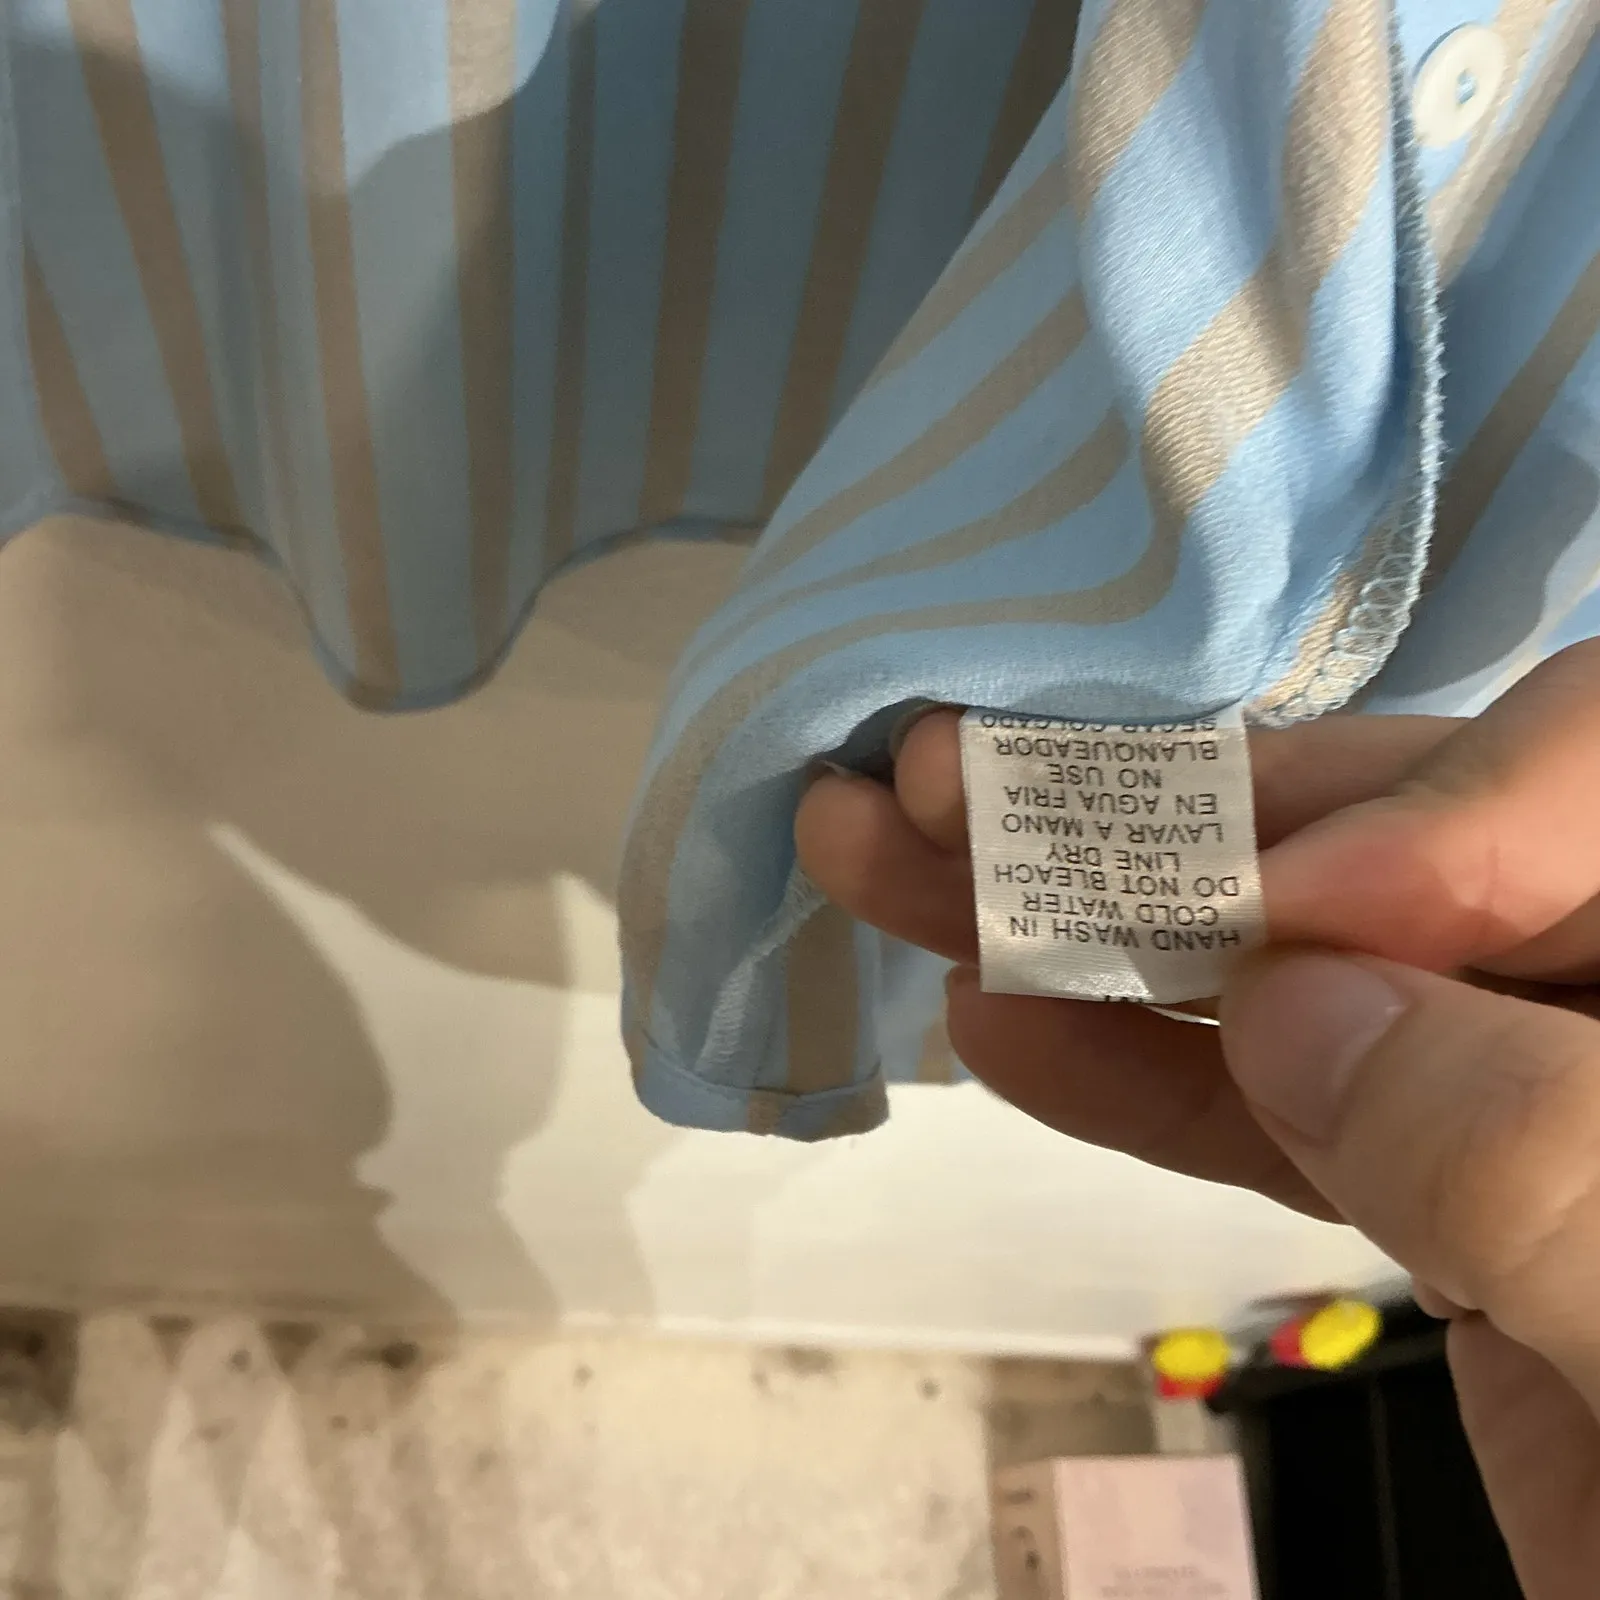 HAND WASH IN
COLD WATER
DO NOT BLEACH
LINE DRY
LAVAR A MANO
EN AGUA FRIA
NO USE
BLANQUEADOR
SECAR COLGADO